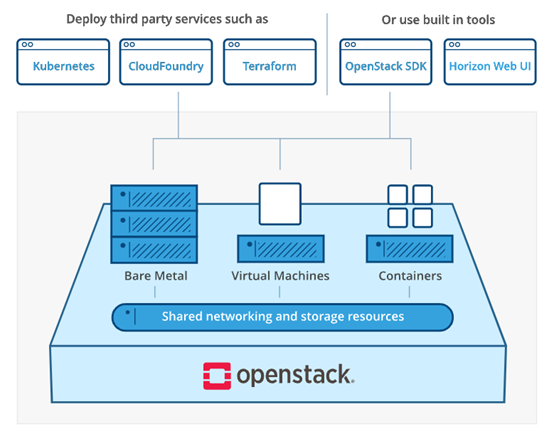 Deploy third party services such as
Or use built in tools
Kubernetes
CloudFoundry
Terraform
OpenStack SDK
Horizon Web UI
Bare Metal
Virtual Machines
Containers
Shared networking and storage resources
openstack®